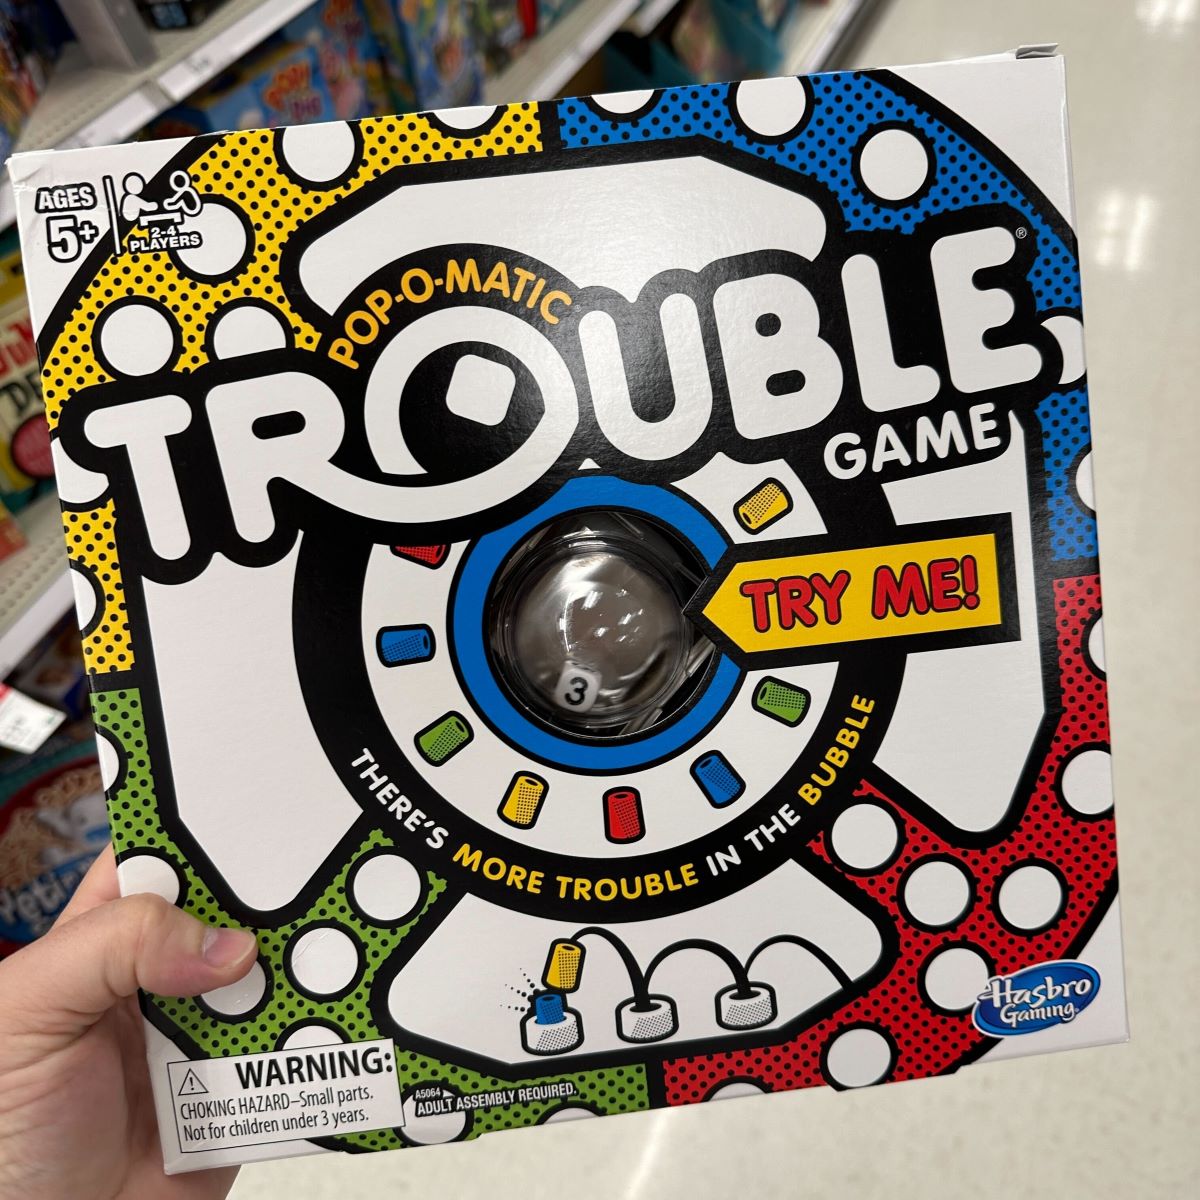 AGES
5+
2-4
PLAYERS
POP-O-MATIC
TROUBLE®
GAME
TRY ME!
3
THERE'S MORE TROUBLE IN THE BUBBLE
Hasbro
Gaming
WARNING:
CHOKING HAZARD–Small parts.
Not for children under 3 years.
A5064
ADULT ASSEMBLY REQUIRED.